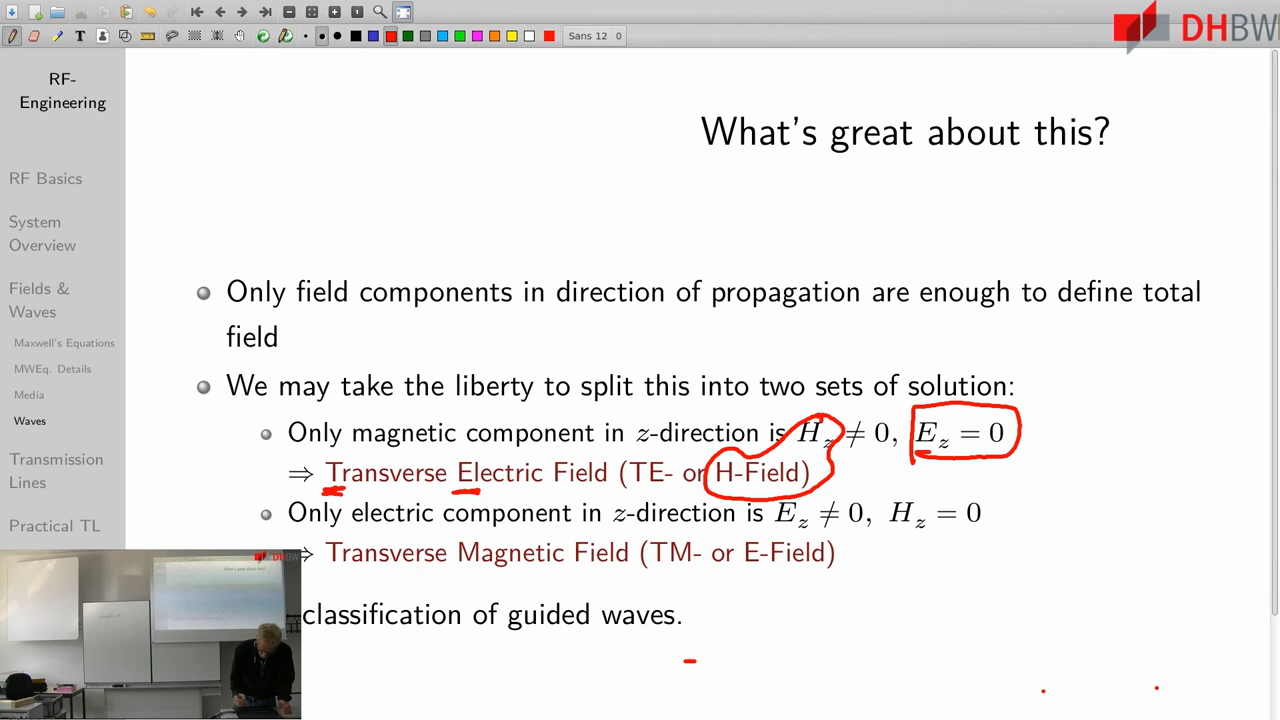 Sans 12 0
DHBW
RF-
Engineering
RF Basics
System
Overview
Fields &
Waves
Maxwell's Equations
MWEq. Details
Media
Waves
Transmission
Lines
Practical TL
What's great about this?
Only field components in direction of propagation are enough to define total
field
We may take the liberty to split this into two sets of solution:
Only magnetic component in z-direction is H_z ≠ 0, E_z = 0
⇒ Transverse Electric Field (TE- or H-Field)
Only electric component in z-direction is E_z ≠ 0, H_z = 0
⇒ Transverse Magnetic Field (TM- or E-Field)
classification of guided waves.
DHBW